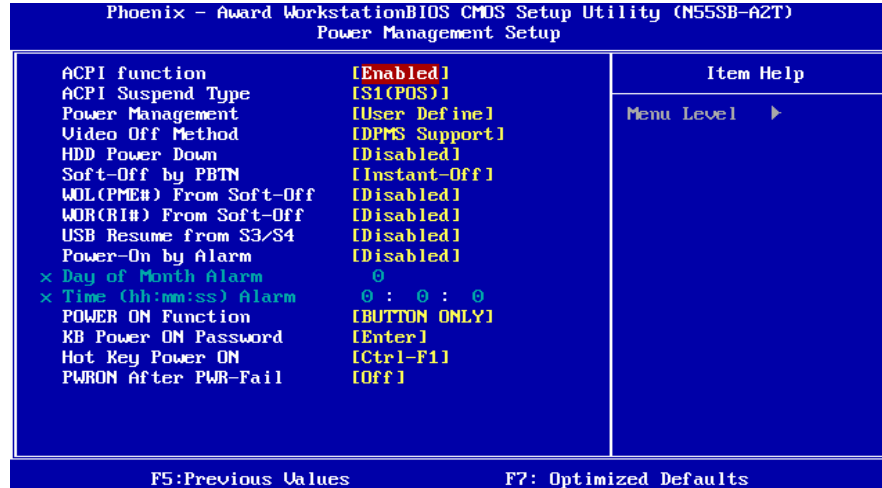 Phoenix - Award WorkstationBIOS CMOS Setup Utility (N55SB-A2T)
Power Management Setup
ACPI function [Enabled]
ACPI Suspend Type [S1(POS)]
Power Management [User Define]
Video Off Method [DPMS Support]
HDD Power Down [Disabled]
Soft-Off by PBTN [Instant-Off]
WOL(PME#) From Soft-Off [Disabled]
WOR(RI#) From Soft-Off [Disabled]
USB Resume from S3/S4 [Disabled]
Power-On by Alarm [Disabled]
x Day of Month Alarm 0
x Time (hh:mm:ss) Alarm 0 : 0 : 0
POWER ON Function [BUTTON ONLY]
KB Power ON Password [Enter]
Hot Key Power ON [Ctrl-F1]
PWRON After PWR-Fail [Off]
Item Help
Menu Level ►
F5:Previous Values F7: Optimized Defaults